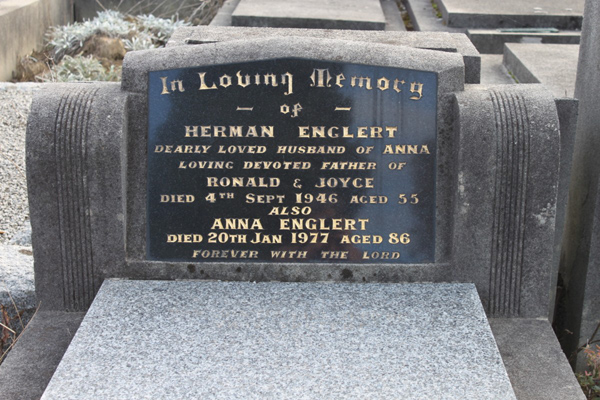 In Loving Memory
– of –
HERMAN ENGLERT
DEARLY LOVED HUSBAND OF ANNA
LOVING DEVOTED FATHER OF
RONALD & JOYCE
DIED 4TH SEPT 1946 AGED 55
ALSO
ANNA ENGLERT
DIED 20TH JAN 1977 AGED 86
FOREVER WITH THE LORD